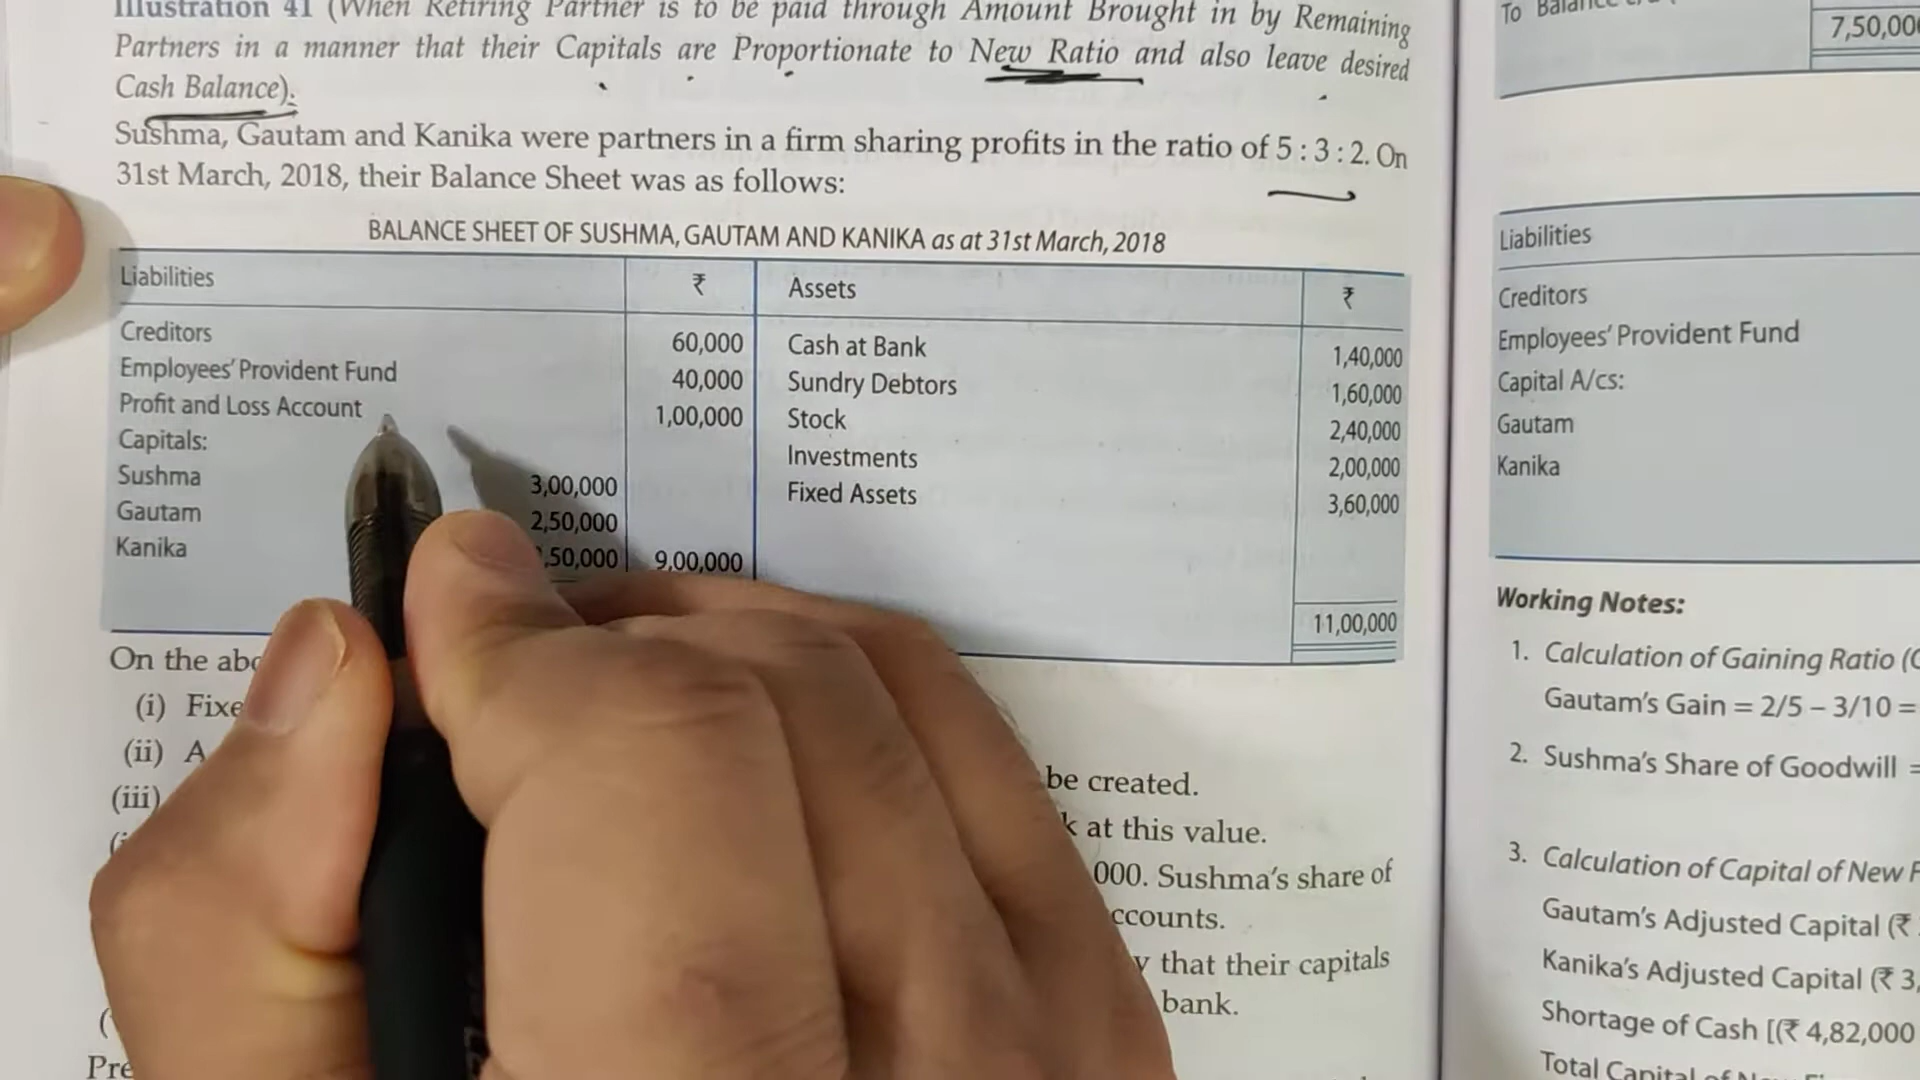 Illustration 41 (When Retiring Partner is to be paid through Amount Brought in by Remaining
Partners in a manner that their Capitals are Proportionate to New Ratio and also leave desired
Cash Balance).
Sushma, Gautam and Kanika were partners in a firm sharing profits in the ratio of 5 : 3 : 2. On
31st March, 2018, their Balance Sheet was as follows:
BALANCE SHEET OF SUSHMA, GAUTAM AND KANIKA as at 31st March, 2018
Liabilities ₹ Assets ₹
Creditors 60,000 Cash at Bank 1,40,000
Employees' Provident Fund 40,000 Sundry Debtors 1,60,000
Profit and Loss Account 1,00,000 Stock 2,40,000
Capitals: Investments 2,00,000
Sushma 3,00,000 Fixed Assets 3,60,000
Gautam 2,50,000
Kanika ,50,000 9,00,000
11,00,000
On the
(i)
(ii) be created.
(iii) at this value.
000. Sushma's share of
that their capitals
bank.
To
7,50,00
Liabilities
Creditors
Employees' Provident Fund
Capital A/cs:
Gautam
Kanika
Working Notes:
1. Calculation of Gaining Ratio
Gautam's Gain = 2/5 – 3/10 =
2. Sushma's Share of Goodwill =
3. Calculation of Capital of New
Gautam's Adjusted Capital (₹
Kanika's Adjusted Capital (₹ 3,
Shortage of Cash [(₹ 4,82,000
Total Capital of